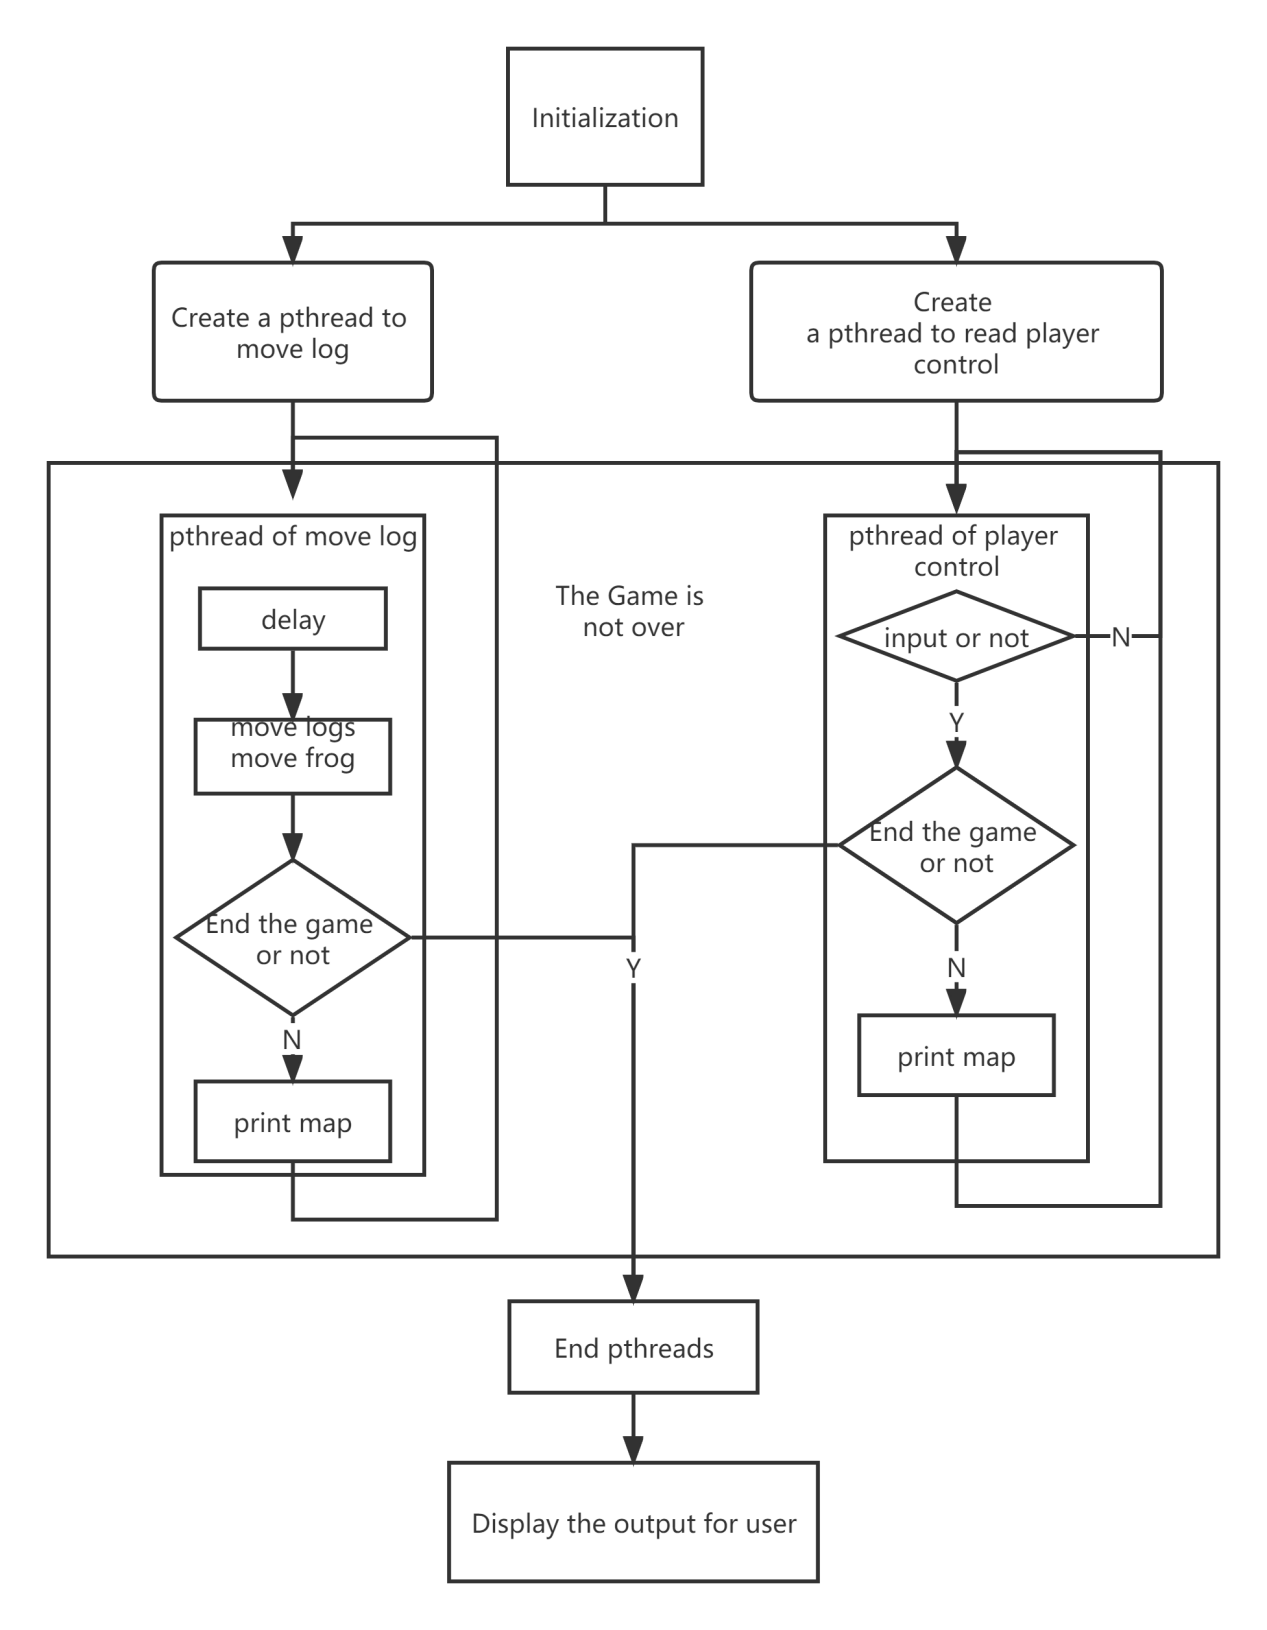 Initialization
Create a pthread to
move log
Create
a pthread to read player
control
pthread of move log
delay
move logs
move frog
End the game
or not
N
print map
The Game is
not over
pthread of player
control
input or not
N
Y
End the game
or not
N
print map
Y
End pthreads
Display the output for user